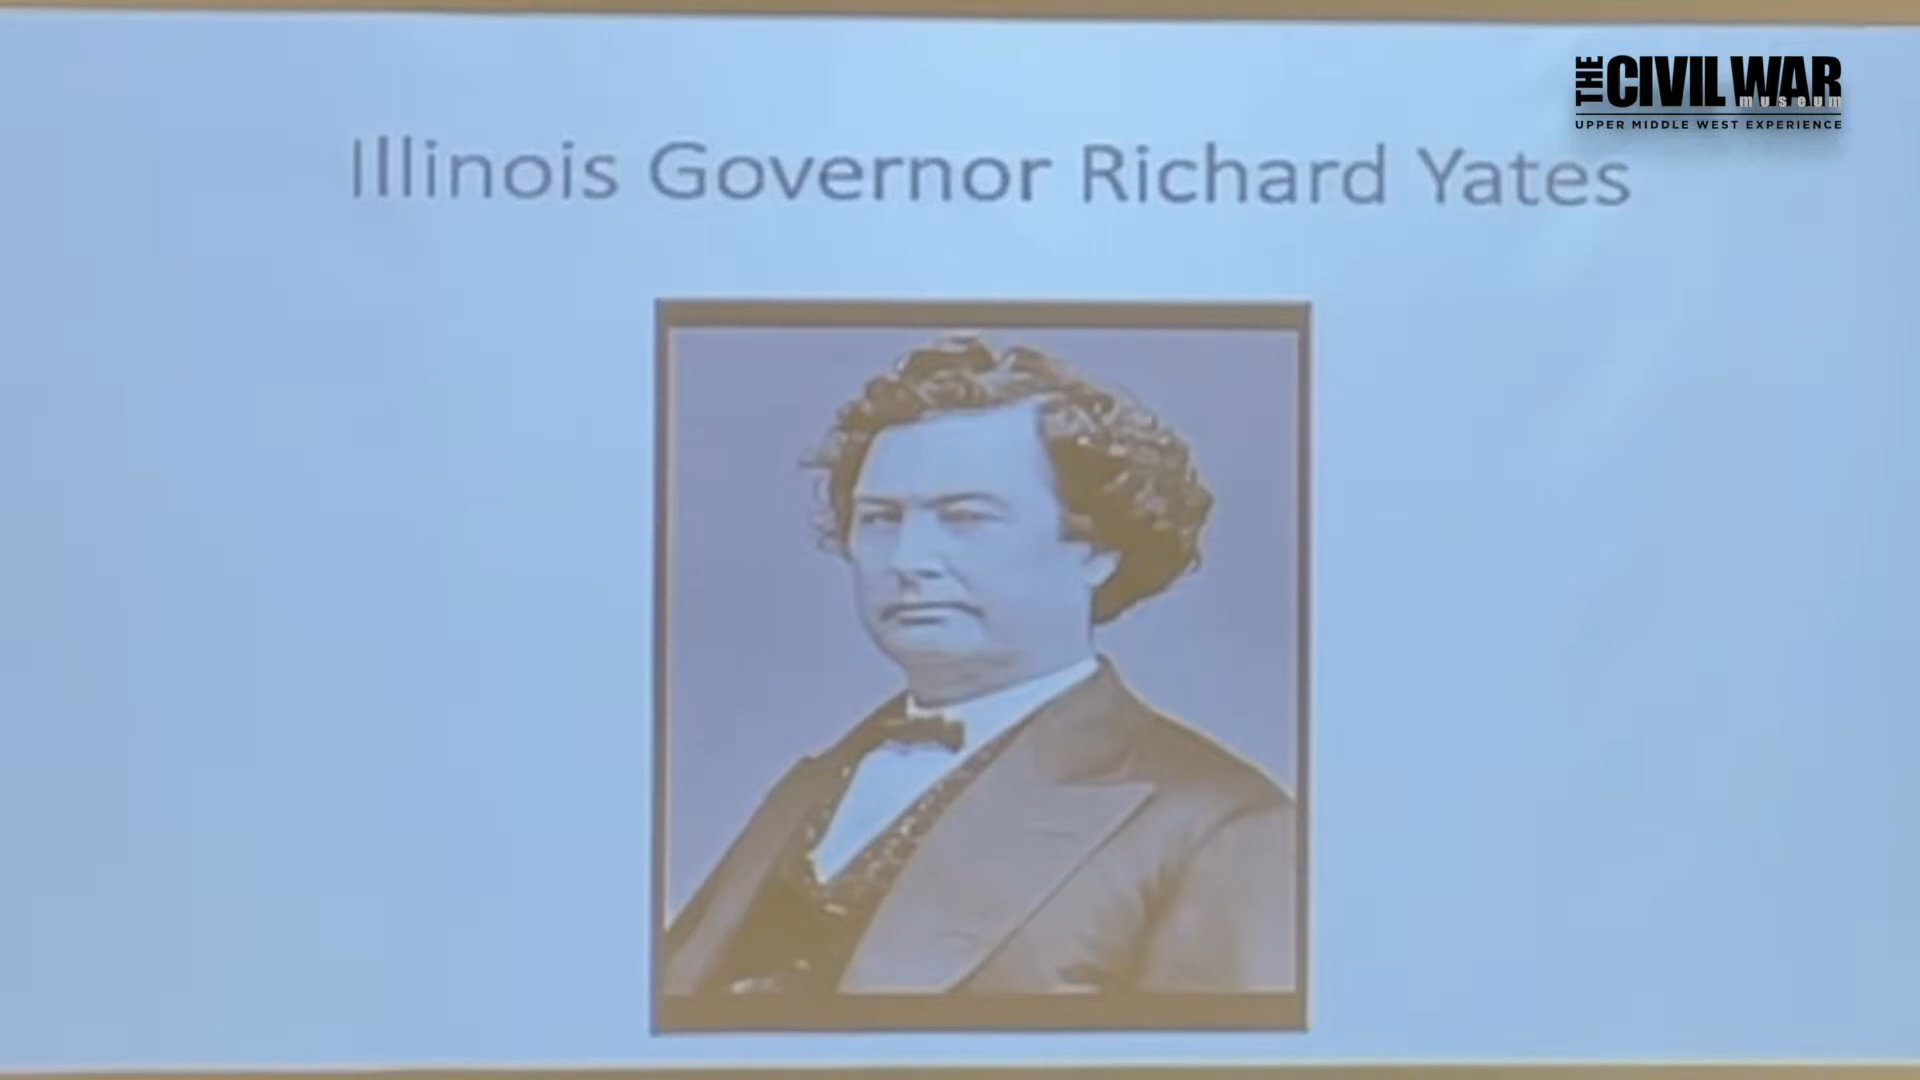 THE CIVIL WAR
museum
UPPER MIDDLE WEST EXPERIENCE
Illinois Governor Richard Yates